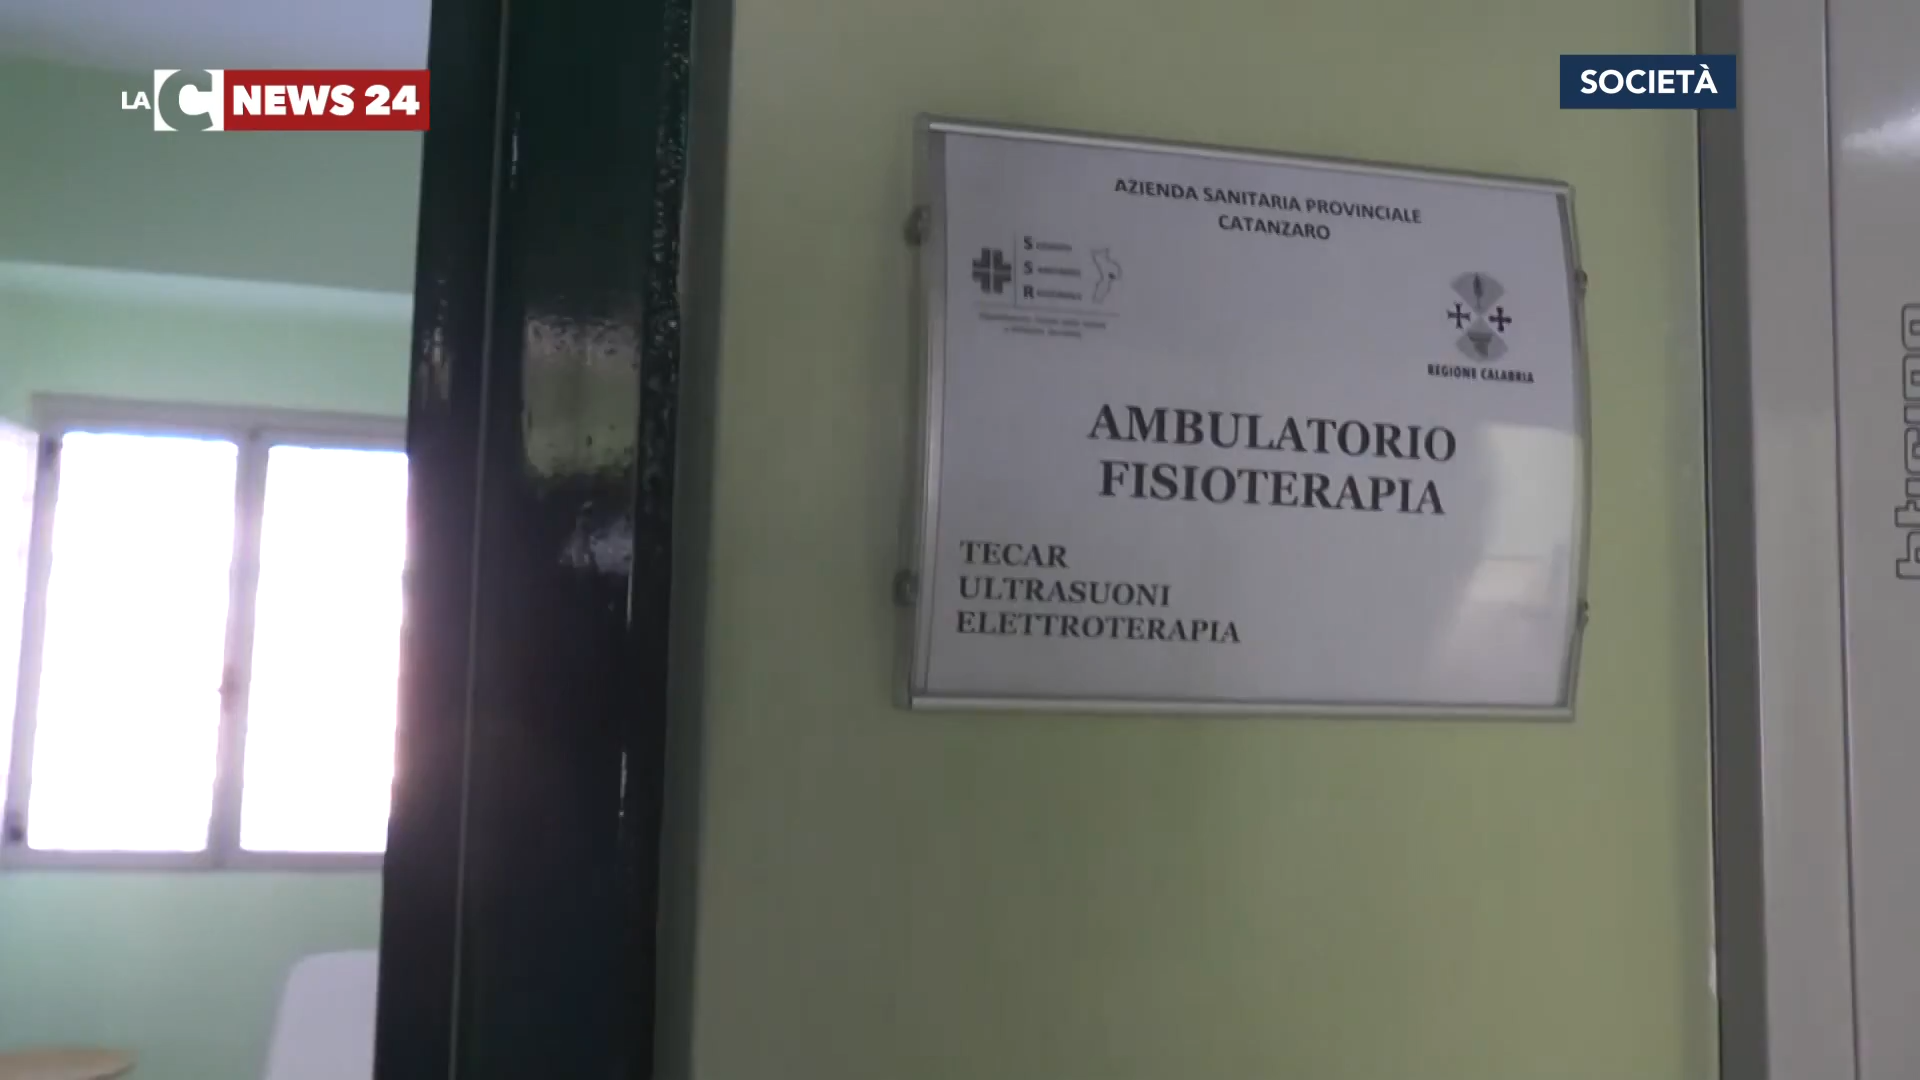 LA C NEWS 24
SOCIETÀ
AZIENDA SANITARIA PROVINCIALE
CATANZARO
S
S
R
REGIONE CALABRIA
AMBULATORIO
FISIOTERAPIA
TECAR
ULTRASUONI
ELETTROTERAPIA